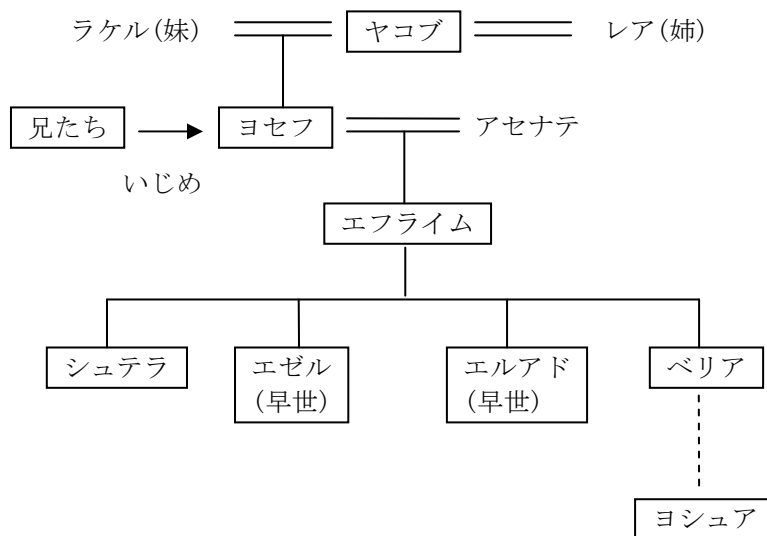 ラケル(妹)
ヤコブ
レア(姉)
兄たち
ヨセフ
アセナテ
いじめ
エフライム
シュテラ
エゼル
(早世)
エルアド
(早世)
ベリア
ヨシュア